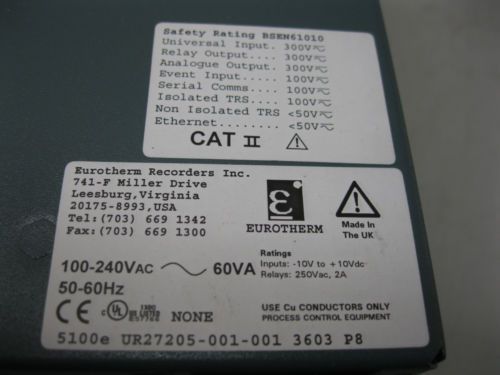 Safety Rating BSEN61010
Universal Input. 300V
Relay Output.... 300V
Analogue Output. 300V
Event Input..... 100V
Serial Comms.... 100V
Isolated TRS.... 100V
Non Isolated TRS <50V
Ethernet........ <50V
CAT II
Eurotherm Recorders Inc.
741-F Miller Drive
Leesburg,Virginia
20175-8993,USA
Tel:(703) 669 1342
Fax:(703) 669 1300
ε
EUROTHERM
Made In
The UK
100-240VAC ~ 60VA
50-60Hz
Ratings
Inputs: -10V to +10Vdc
Relays: 250Vac, 2A
CE UL NONE
USE Cu CONDUCTORS ONLY
PROCESS CONTROL EQUIPMENT
5100e UR27205-001-001 3603 P8